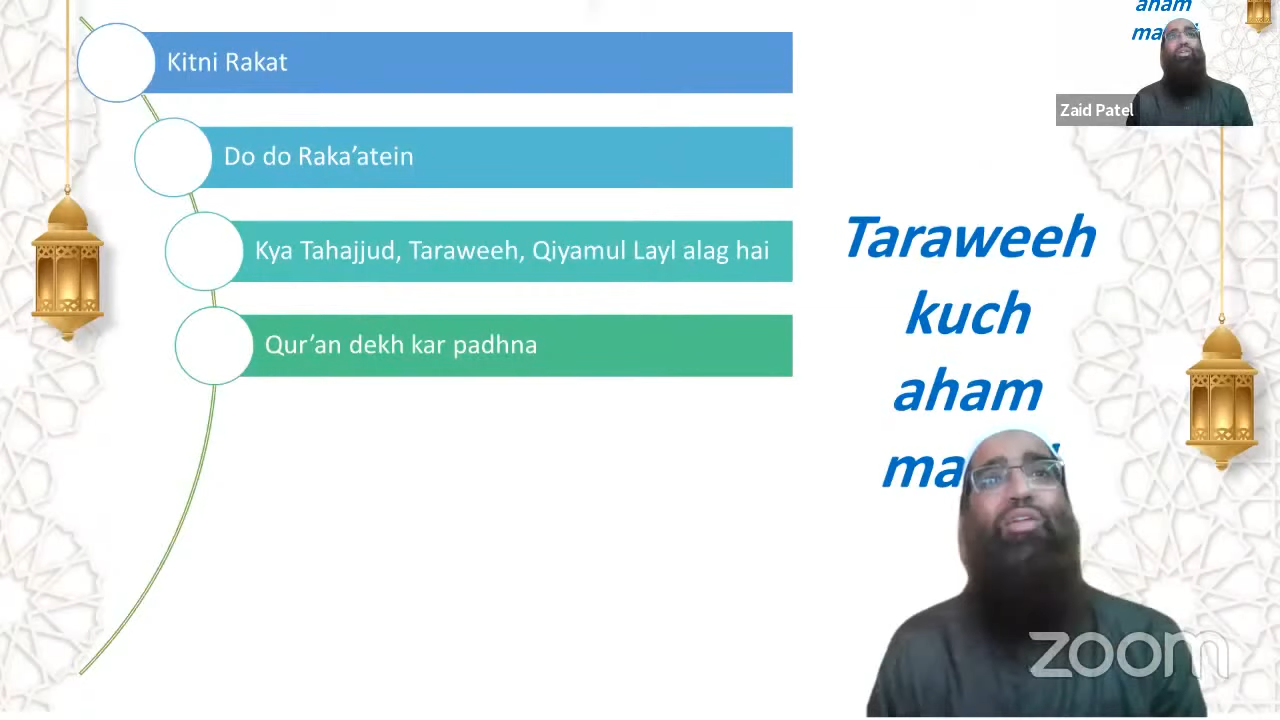 Kitni Rakat
Do do Raka’atein
Kya Tahajjud, Taraweeh, Qiyamul Layl alag hai
Qur’an dekh kar padhna
aham
Zaid Patel
Taraweeh
kuch
aham
zoom